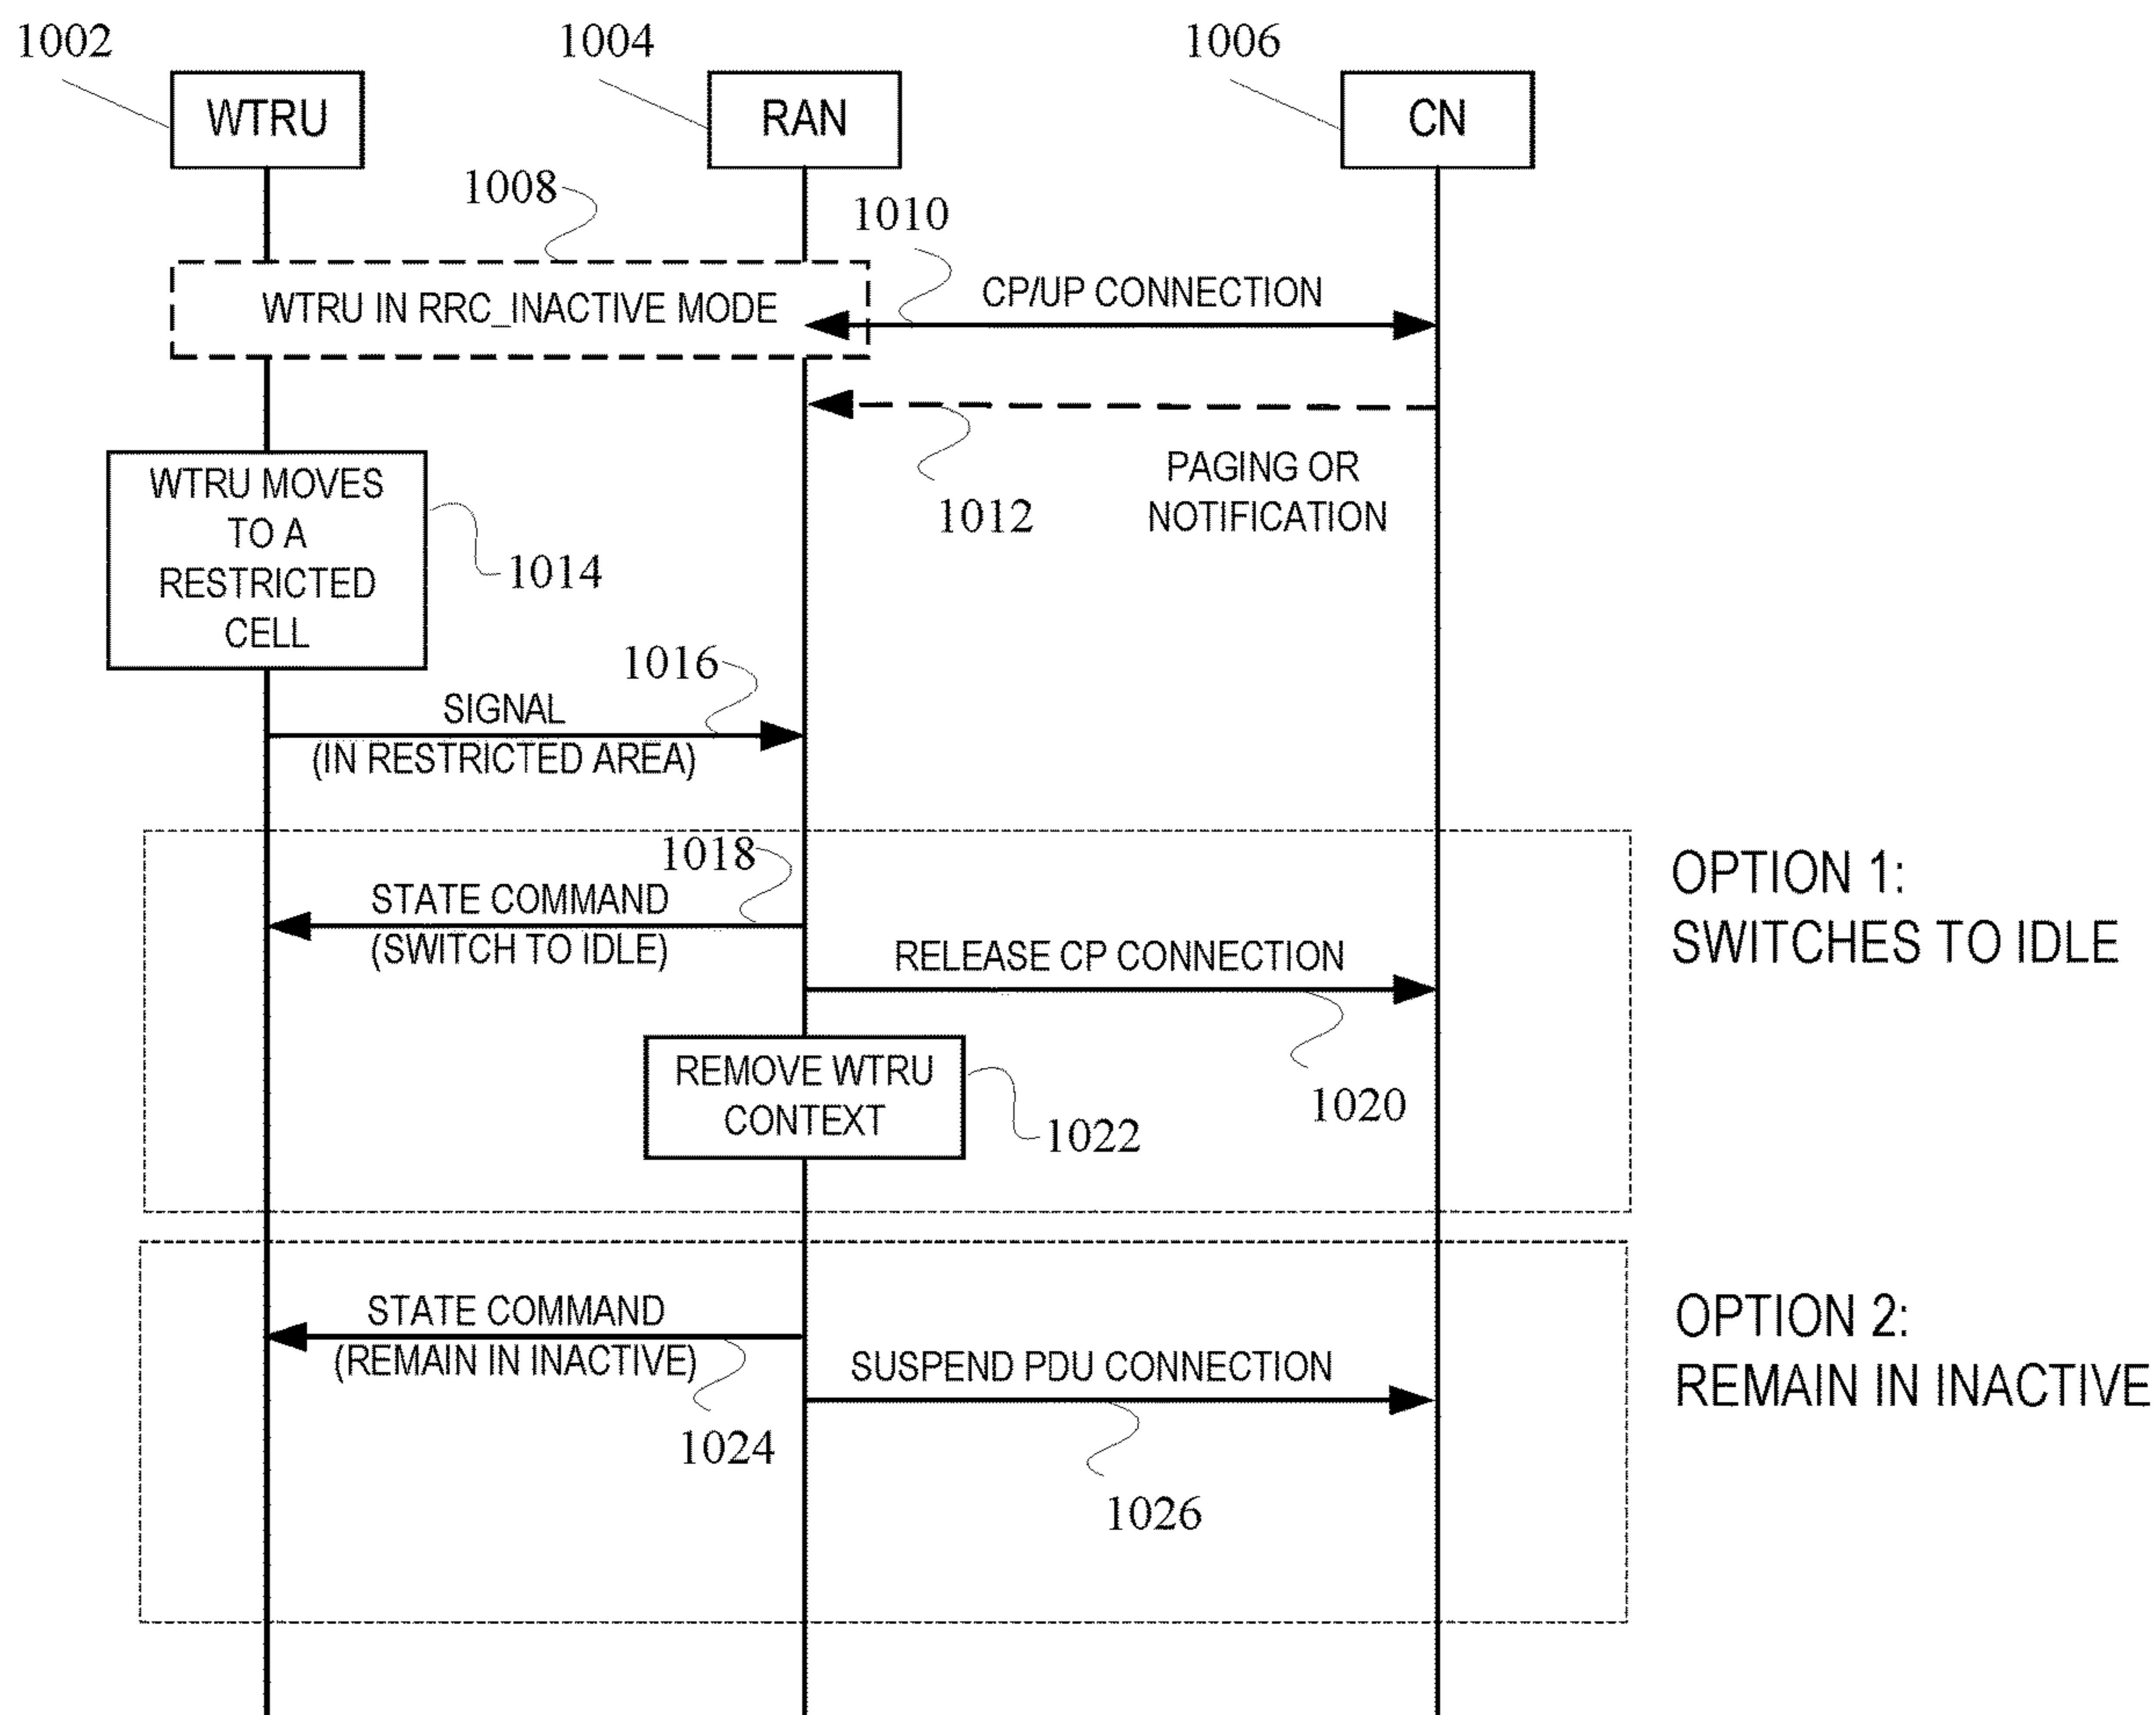 1002
1004
1006
WTRU
RAN
CN
1008
1010
WTRU IN RRC_INACTIVE MODE
CP/UP CONNECTION
PAGING OR
NOTIFICATION
1012
WTRU MOVES
TO A
RESTRICTED
CELL
1014
1016
SIGNAL
(IN RESTRICTED AREA)
1018
STATE COMMAND
(SWITCH TO IDLE)
RELEASE CP CONNECTION
1020
REMOVE WTRU
CONTEXT
1022
OPTION 1:
SWITCHES TO IDLE
STATE COMMAND
(REMAIN IN INACTIVE)
1024
SUSPEND PDU CONNECTION
1026
OPTION 2:
REMAIN IN INACTIVE